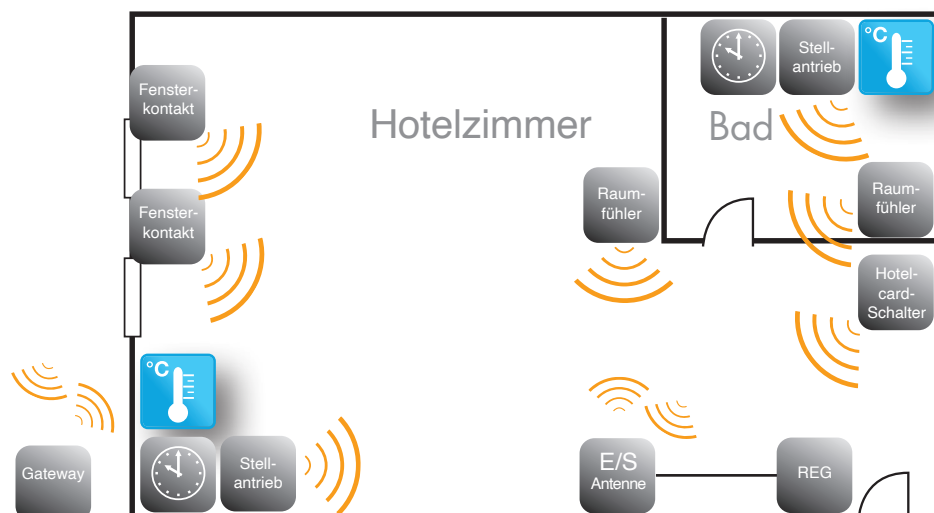 °C
Stell-
antrieb
Fenster-
kontakt
Hotelzimmer
Bad
Raum-
fühler
Raum-
fühler
Fenster-
kontakt
Hotel-
card-
Schalter
°C
Gateway
Stell-
antrieb
E/S
Antenne
REG